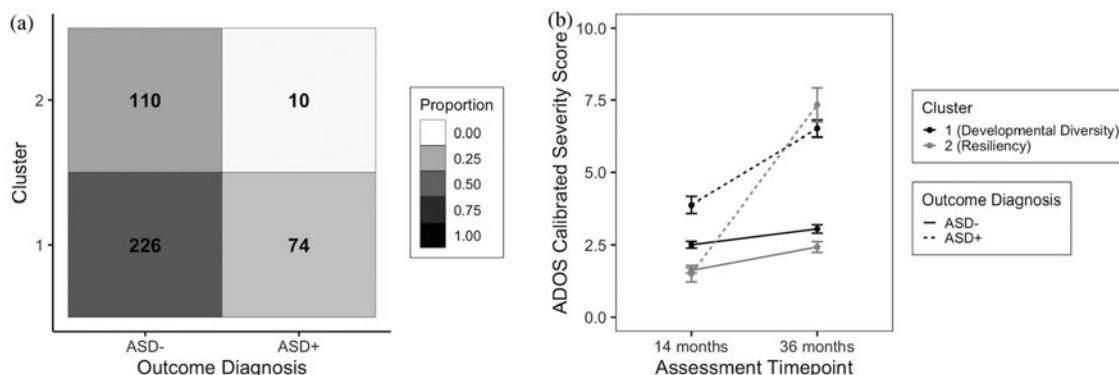 (a)
Cluster
2
1
110
10
226
74
ASD-
ASD+
Outcome Diagnosis
Proportion
0.00
0.25
0.50
0.75
1.00
(b)
ADOS Calibrated Severity Score
10.0
7.5
5.0
2.5
0.0
14 months
36 months
Assessment Timepoint
Cluster
1 (Developmental Diversity)
2 (Resiliency)
Outcome Diagnosis
ASD-
ASD+